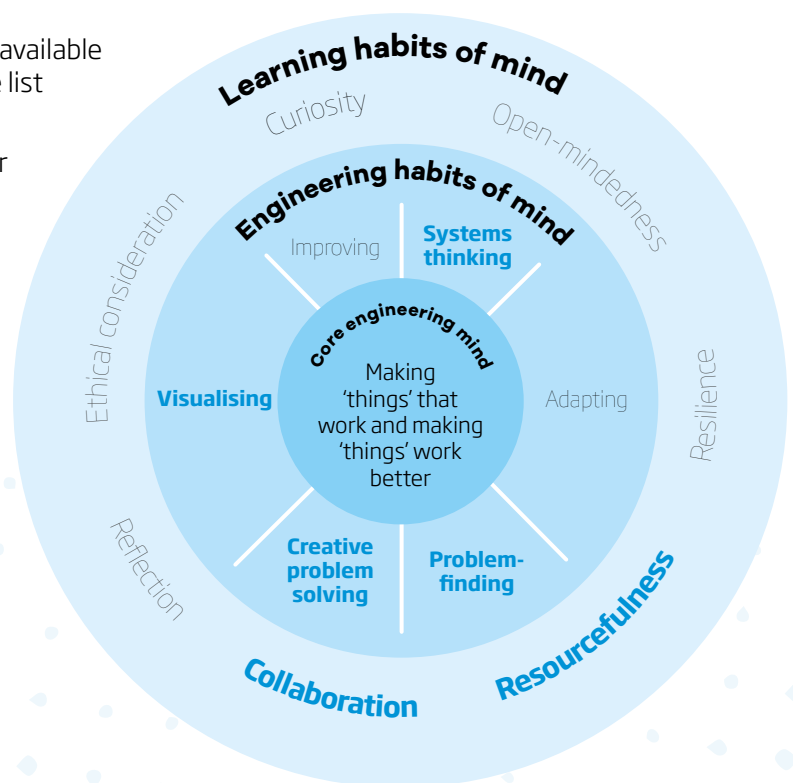 available
list
Learning habits of mind
Curiosity
Open-mindedness
Resilience
Resourcefulness
Collaboration
Reflection
Ethical consideration
Engineering habits of mind
Improving
Systems
thinking
Adapting
Problem-
finding
Creative
problem
solving
Visualising
Core engineering mind
Making
‘things’ that
work and making
‘things’ work
better